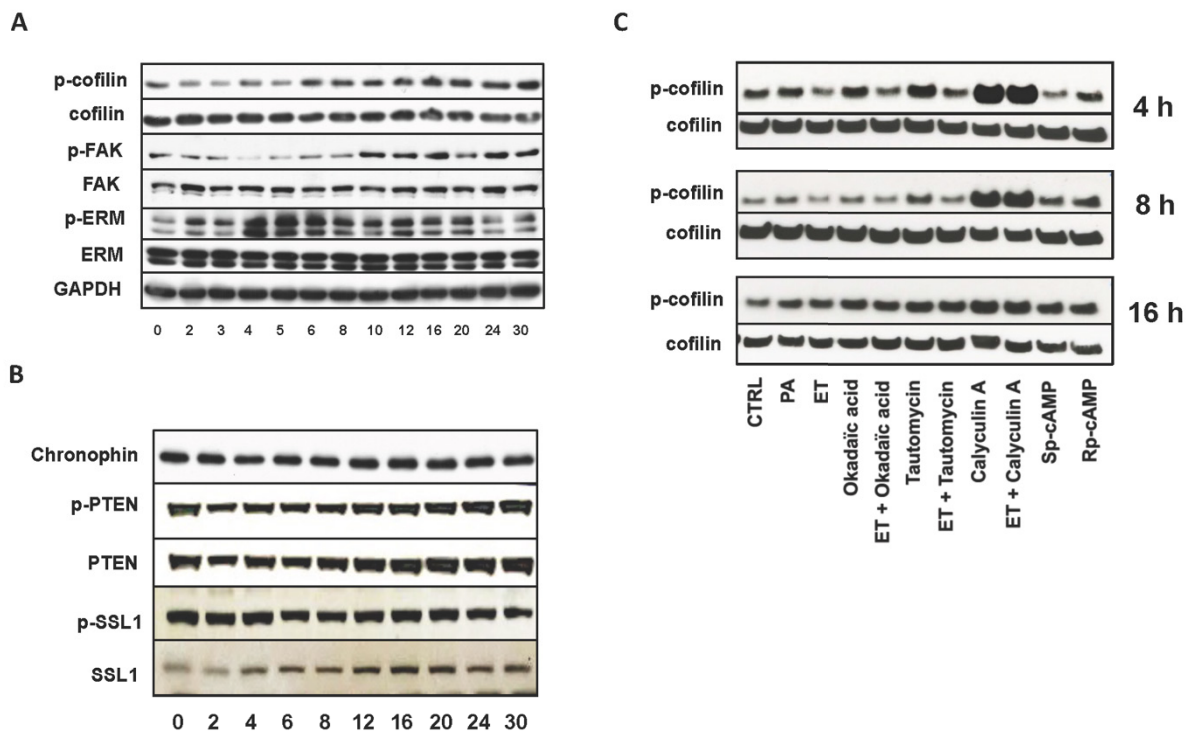 A
p-cofilin
cofilin
p-FAK
FAK
p-ERM
ERM
GAPDH
0 2 3 4 5 6 8 10 12 16 20 24 30
B
Chronophin
p-PTEN
PTEN
p-SSL1
SSL1
0 2 4 6 8 12 16 20 24 30
C
p-cofilin
cofilin
4 h
p-cofilin
cofilin
8 h
p-cofilin
cofilin
16 h
CTRL
PA
ET
Okadaïc acid
ET + Okadaïc acid
Tautomycin
ET + Tautomycin
Calyculin A
ET + Calyculin A
Sp-cAMP
Rp-cAMP